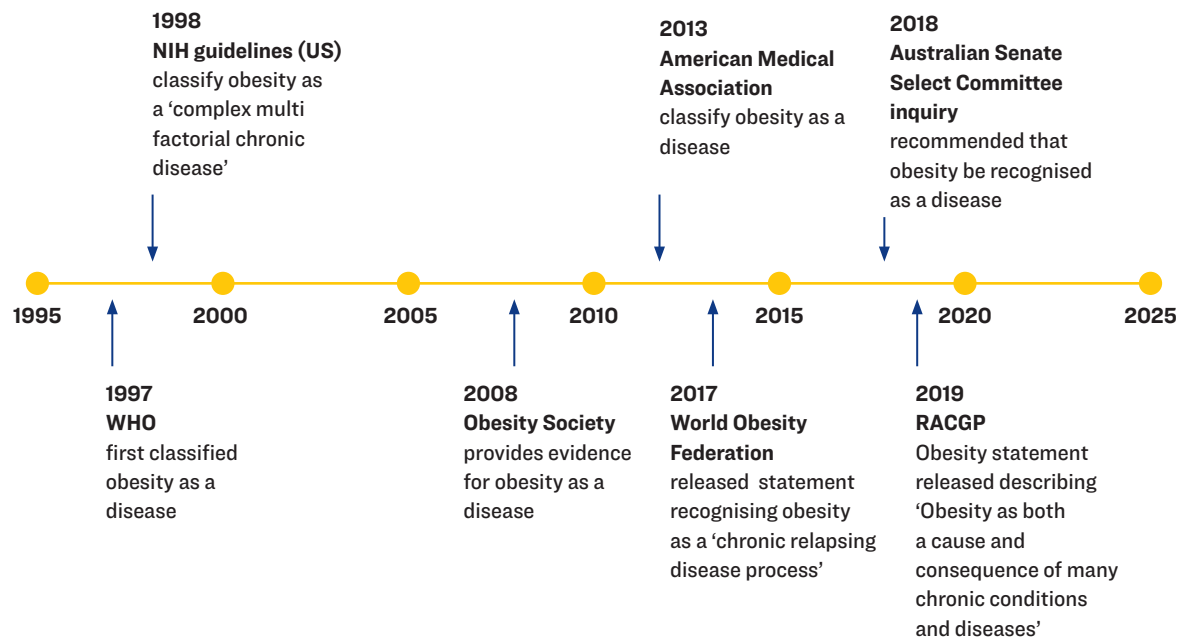 1998
NIH guidelines (US)
classify obesity as
a ‘complex multi
factorial chronic
disease’
2013
American Medical
Association
classify obesity as a
disease
2018
Australian Senate
Select Committee
inquiry
recommended that
obesity be recognised
as a disease
1995
2000
2005
2010
2015
2020
2025
1997
WHO
first classified
obesity as a
disease
2008
Obesity Society
provides evidence
for obesity as a
disease
2017
World Obesity
Federation
released  statement
recognising obesity
as a ‘chronic relapsing
disease process’
2019
RACGP
Obesity statement
released describing
‘Obesity as both
a cause and
consequence of many
chronic conditions
and diseases’